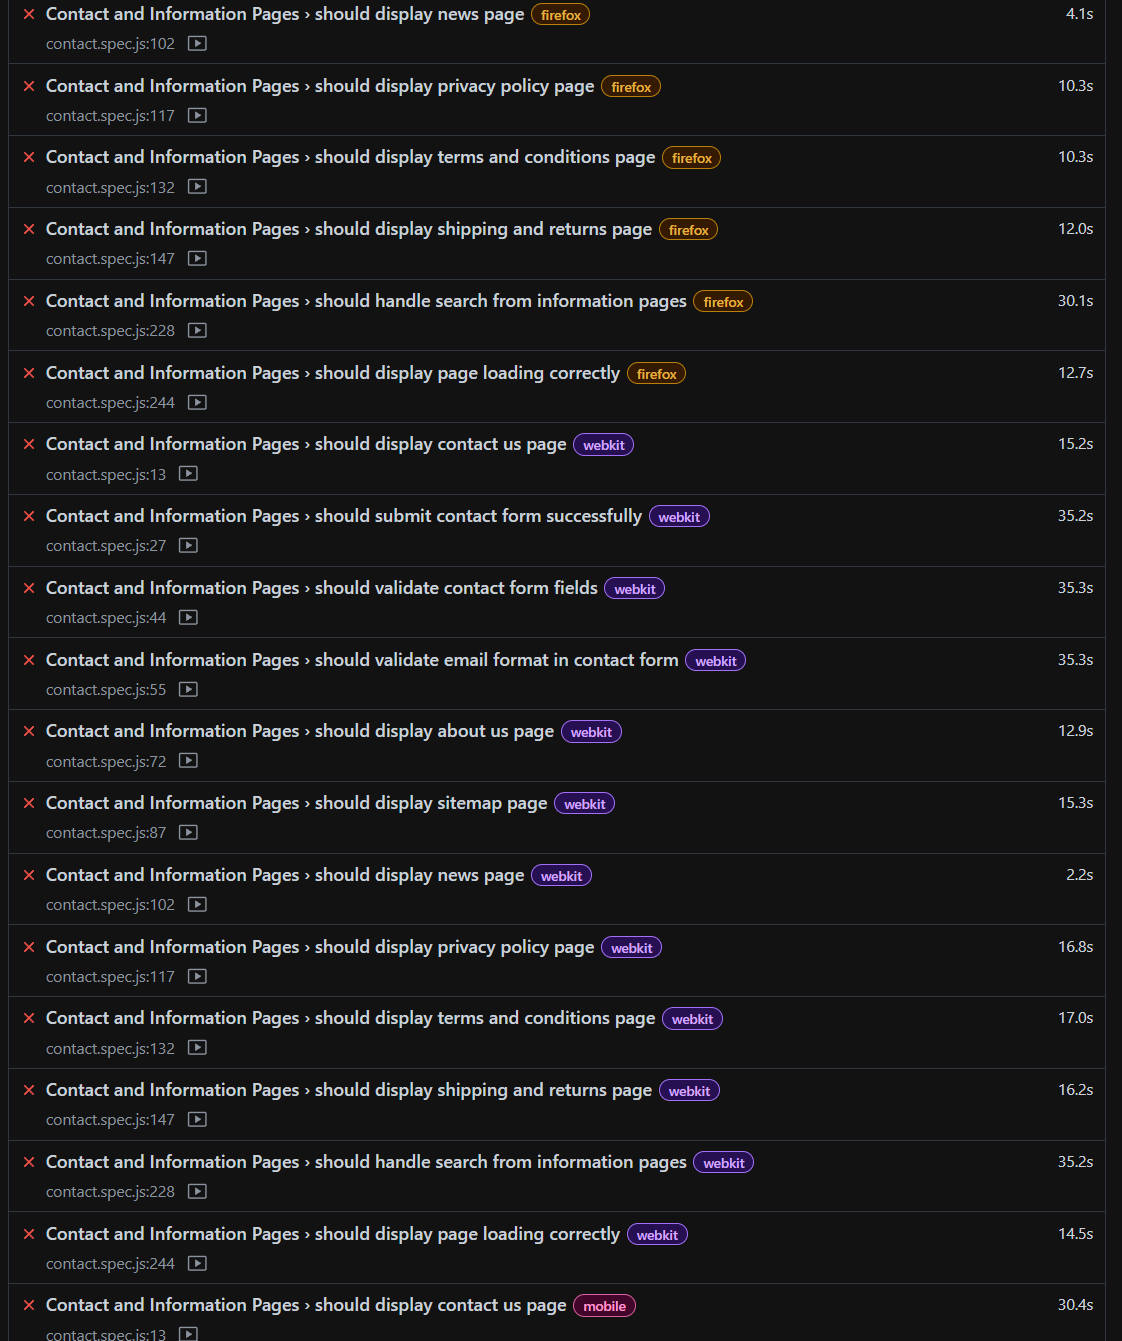 Contact and Information Pages › should display news page firefox 4.1s
contact.spec.js:102
Contact and Information Pages › should display privacy policy page firefox 10.3s
contact.spec.js:117
Contact and Information Pages › should display terms and conditions page firefox 10.3s
contact.spec.js:132
Contact and Information Pages › should display shipping and returns page firefox 12.0s
contact.spec.js:147
Contact and Information Pages › should handle search from information pages firefox 30.1s
contact.spec.js:228
Contact and Information Pages › should display page loading correctly firefox 12.7s
contact.spec.js:244
Contact and Information Pages › should display contact us page webkit 15.2s
contact.spec.js:13
Contact and Information Pages › should submit contact form successfully webkit 35.2s
contact.spec.js:27
Contact and Information Pages › should validate contact form fields webkit 35.3s
contact.spec.js:44
Contact and Information Pages › should validate email format in contact form webkit 35.3s
contact.spec.js:55
Contact and Information Pages › should display about us page webkit 12.9s
contact.spec.js:72
Contact and Information Pages › should display sitemap page webkit 15.3s
contact.spec.js:87
Contact and Information Pages › should display news page webkit 2.2s
contact.spec.js:102
Contact and Information Pages › should display privacy policy page webkit 16.8s
contact.spec.js:117
Contact and Information Pages › should display terms and conditions page webkit 17.0s
contact.spec.js:132
Contact and Information Pages › should display shipping and returns page webkit 16.2s
contact.spec.js:147
Contact and Information Pages › should handle search from information pages webkit 35.2s
contact.spec.js:228
Contact and Information Pages › should display page loading correctly webkit 14.5s
contact.spec.js:244
Contact and Information Pages › should display contact us page mobile 30.4s
contact.spec.js:13